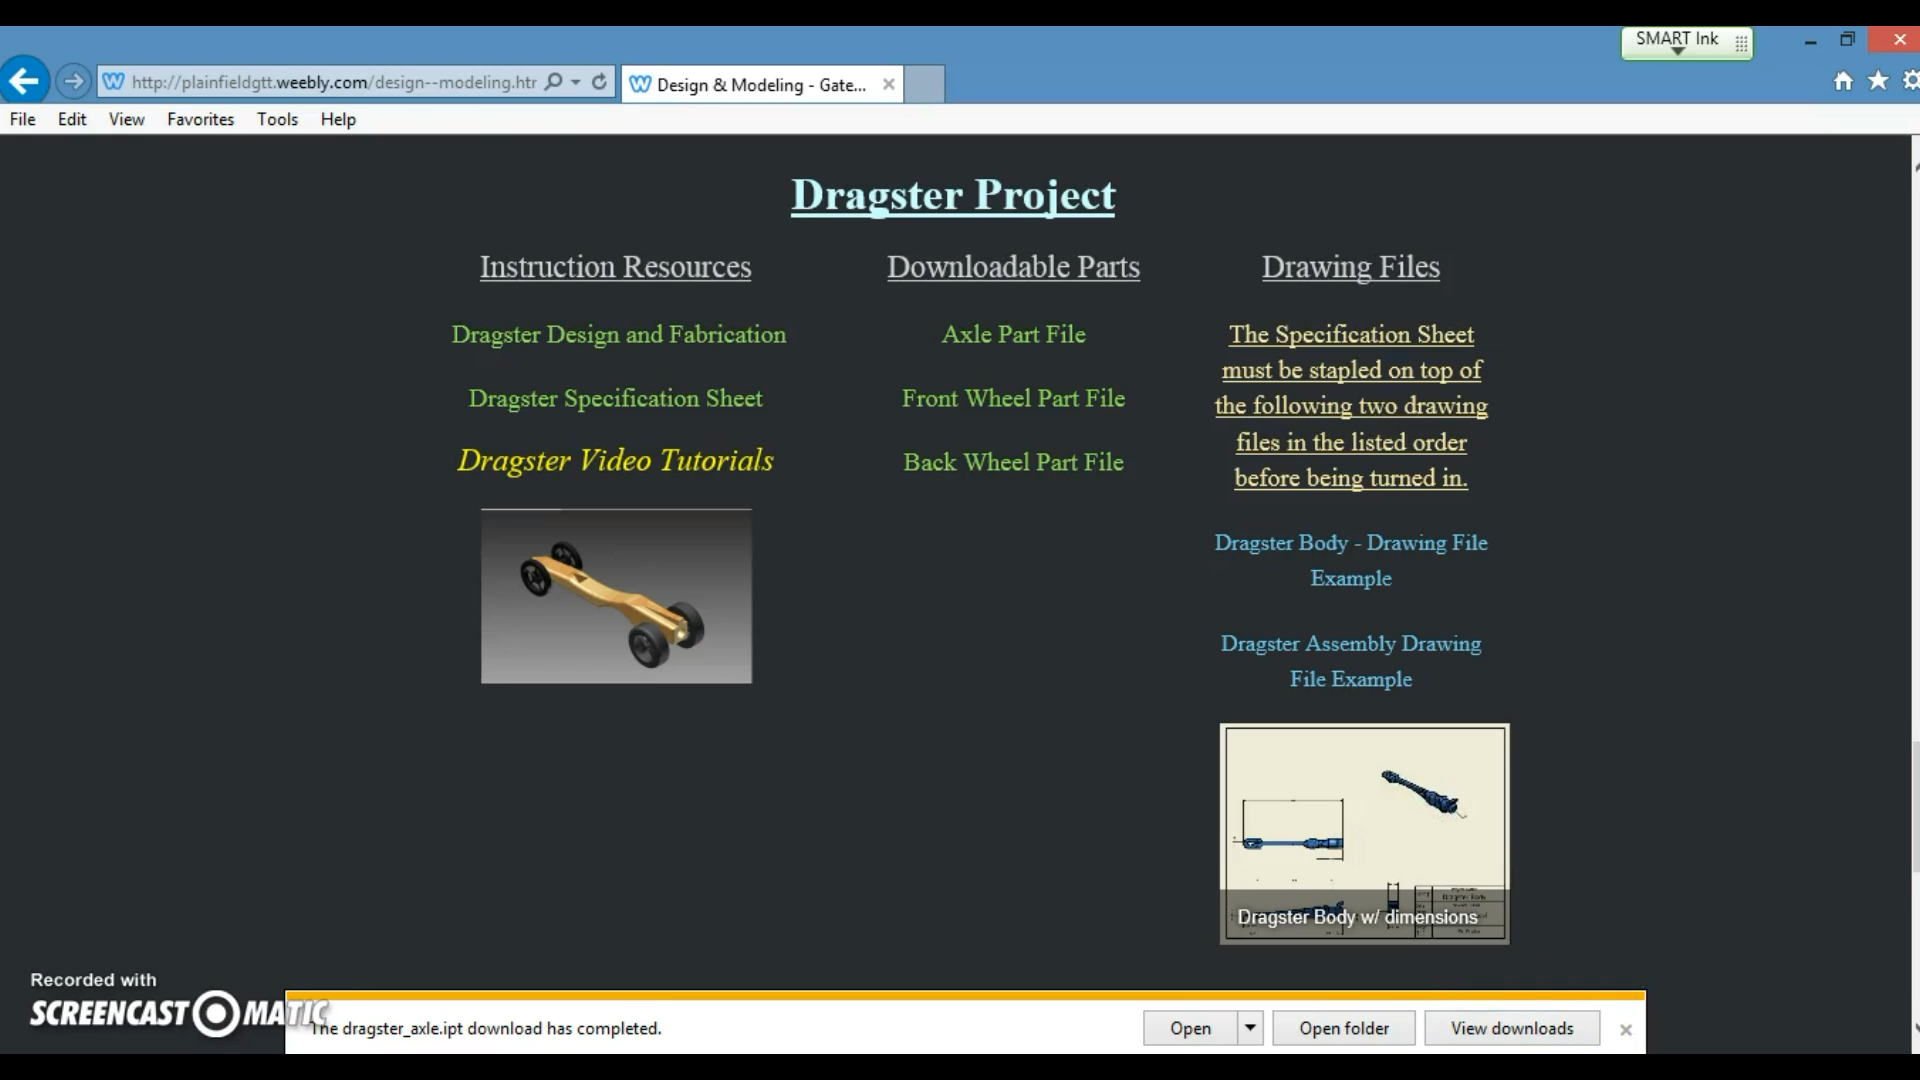 SMART Ink
http://plainfieldgtt.weebly.com/design--modeling.htr
Design & Modeling - Gate...
File Edit View Favorites Tools Help
Dragster Project
Instruction Resources
Dragster Design and Fabrication
Dragster Specification Sheet
Dragster Video Tutorials
Downloadable Parts
Axle Part File
Front Wheel Part File
Back Wheel Part File
Drawing Files
The Specification Sheet
must be stapled on top of
the following two drawing
files in the listed order
before being turned in.
Dragster Body - Drawing File
Example
Dragster Assembly Drawing
File Example
Dragster Body w/ dimensions
Recorded with
SCREENCAST O MATIC
The dragster_axle.ipt download has completed.
Open Open folder View downloads